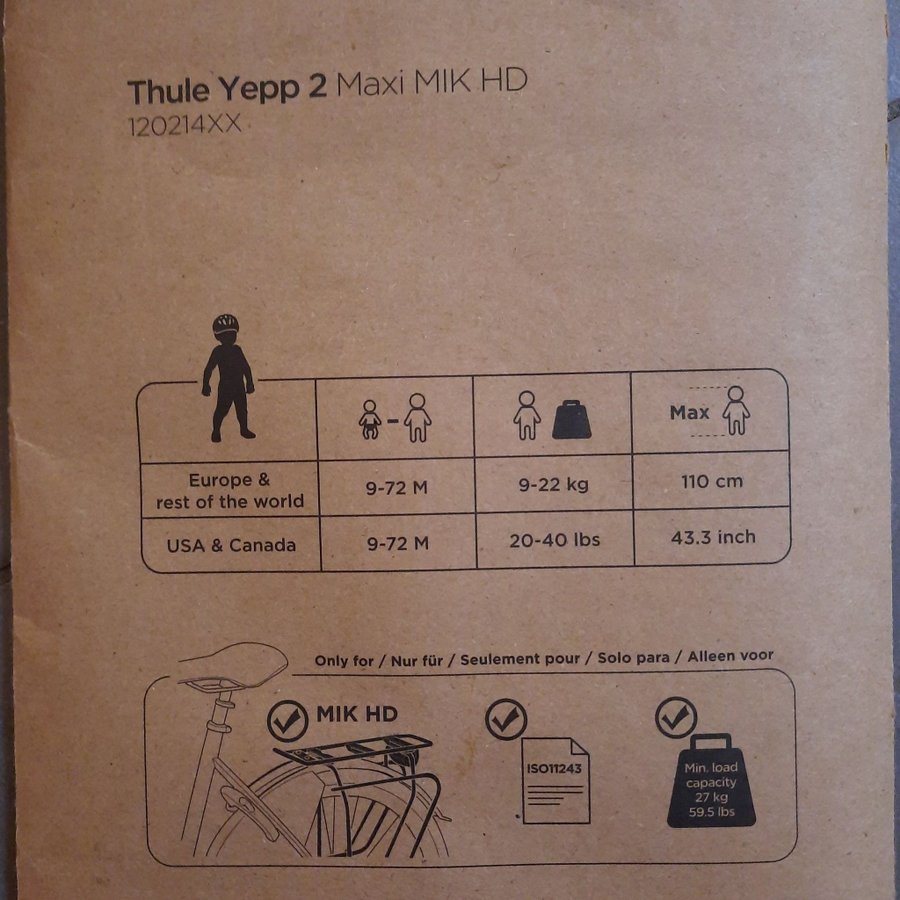 Thule Yepp 2 Maxi MIK HD
120214XX
Max
Europe &
rest of the world
9-72 M
9-22 kg
110 cm
USA & Canada
9-72 M
20-40 lbs
43.3 inch
Only for / Nur für / Seulement pour / Solo para / Alleen voor
MIK HD
ISO11243
Min. load
capacity
27 kg
59.5 lbs